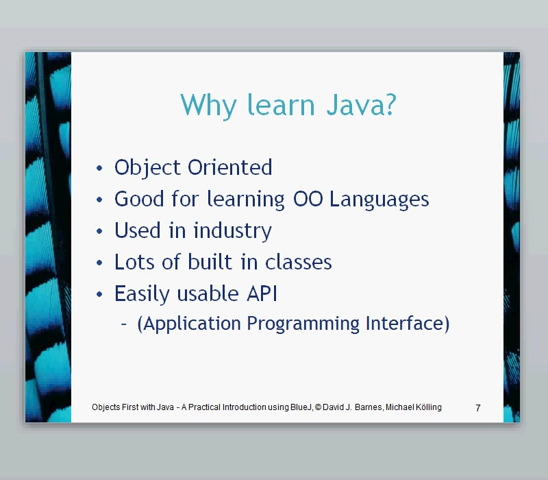 Why learn Java?
• Object Oriented
• Good for learning OO Languages
• Used in industry
• Lots of built in classes
• Easily usable API
– (Application Programming Interface)
Objects First with Java - A Practical Introduction using BlueJ, © David J. Barnes, Michael Kölling 7